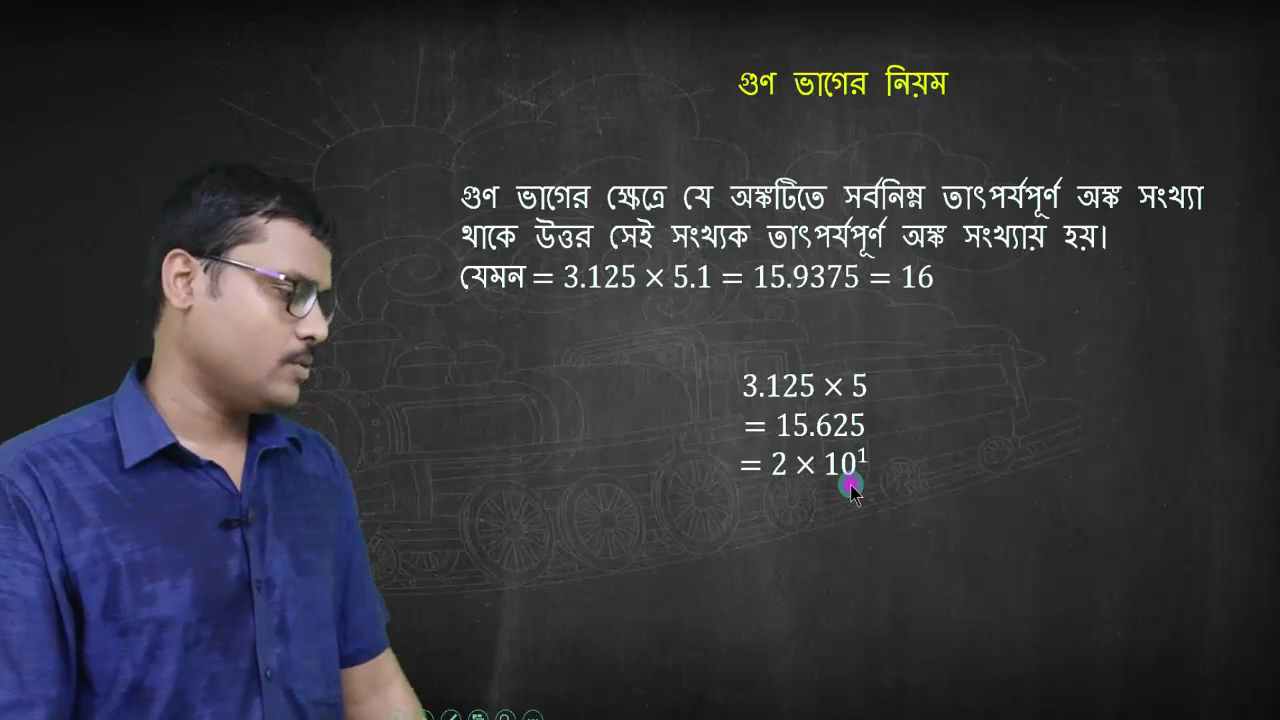 গুণ ভাগের নিয়ম
গুণ ভাগের ক্ষেত্রে যে অঙ্কটিতে সর্বনিম্ন তাৎপর্যপূর্ণ অঙ্ক সংখ্যা
থাকে উত্তর সেই সংখ্যক তাৎপর্যপূর্ণ অঙ্ক সংখ্যায় হয়।
যেমন = 3.125 × 5.1 = 15.9375 = 16
3.125 × 5
= 15.625
= 2 × 10¹